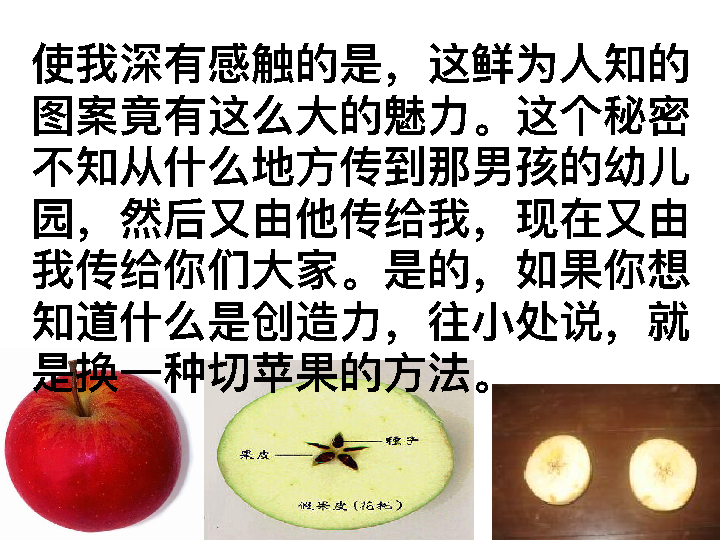 使我深有感触的是，这鲜为人知的
图案竟有这么大的魅力。这个秘密
不知从什么地方传到那男孩的幼儿
园，然后又由他传给我，现在又由
我传给你们大家。是的，如果你想
知道什么是创造力，往小处说，就
是换一种切苹果的方法。
種子
果皮
假果皮(花托)